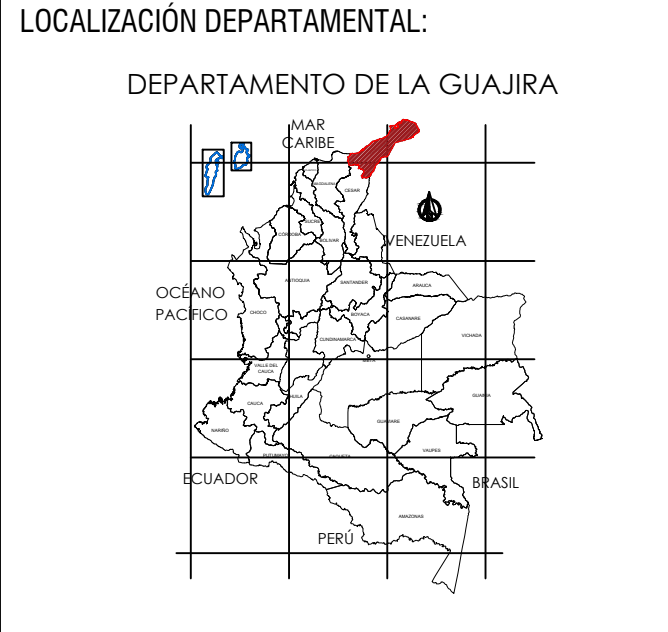 LOCALIZACIÓN DEPARTAMENTAL:
DEPARTAMENTO DE LA GUAJIRA
MAR
CARIBE
MAGDALENA
CESAR
SUCRE
CÓRDOBA
BOLIVAR
VENEZUELA
ANTIOQUIA
SANTANDER
ARAUCA
OCÉANO
PACÍFICO
CHOCO
BOYACA
CASANARE
VICHADA
CUNDINAMARCA
META
VALLE DEL
CAUCA
HUILA
CAUCA
GUAINIA
NARIÑO
GUAVIARE
VAUPES
PUTUMAYO
CAQUETA
ECUADOR
BRASIL
AMAZONAS
PERÚ